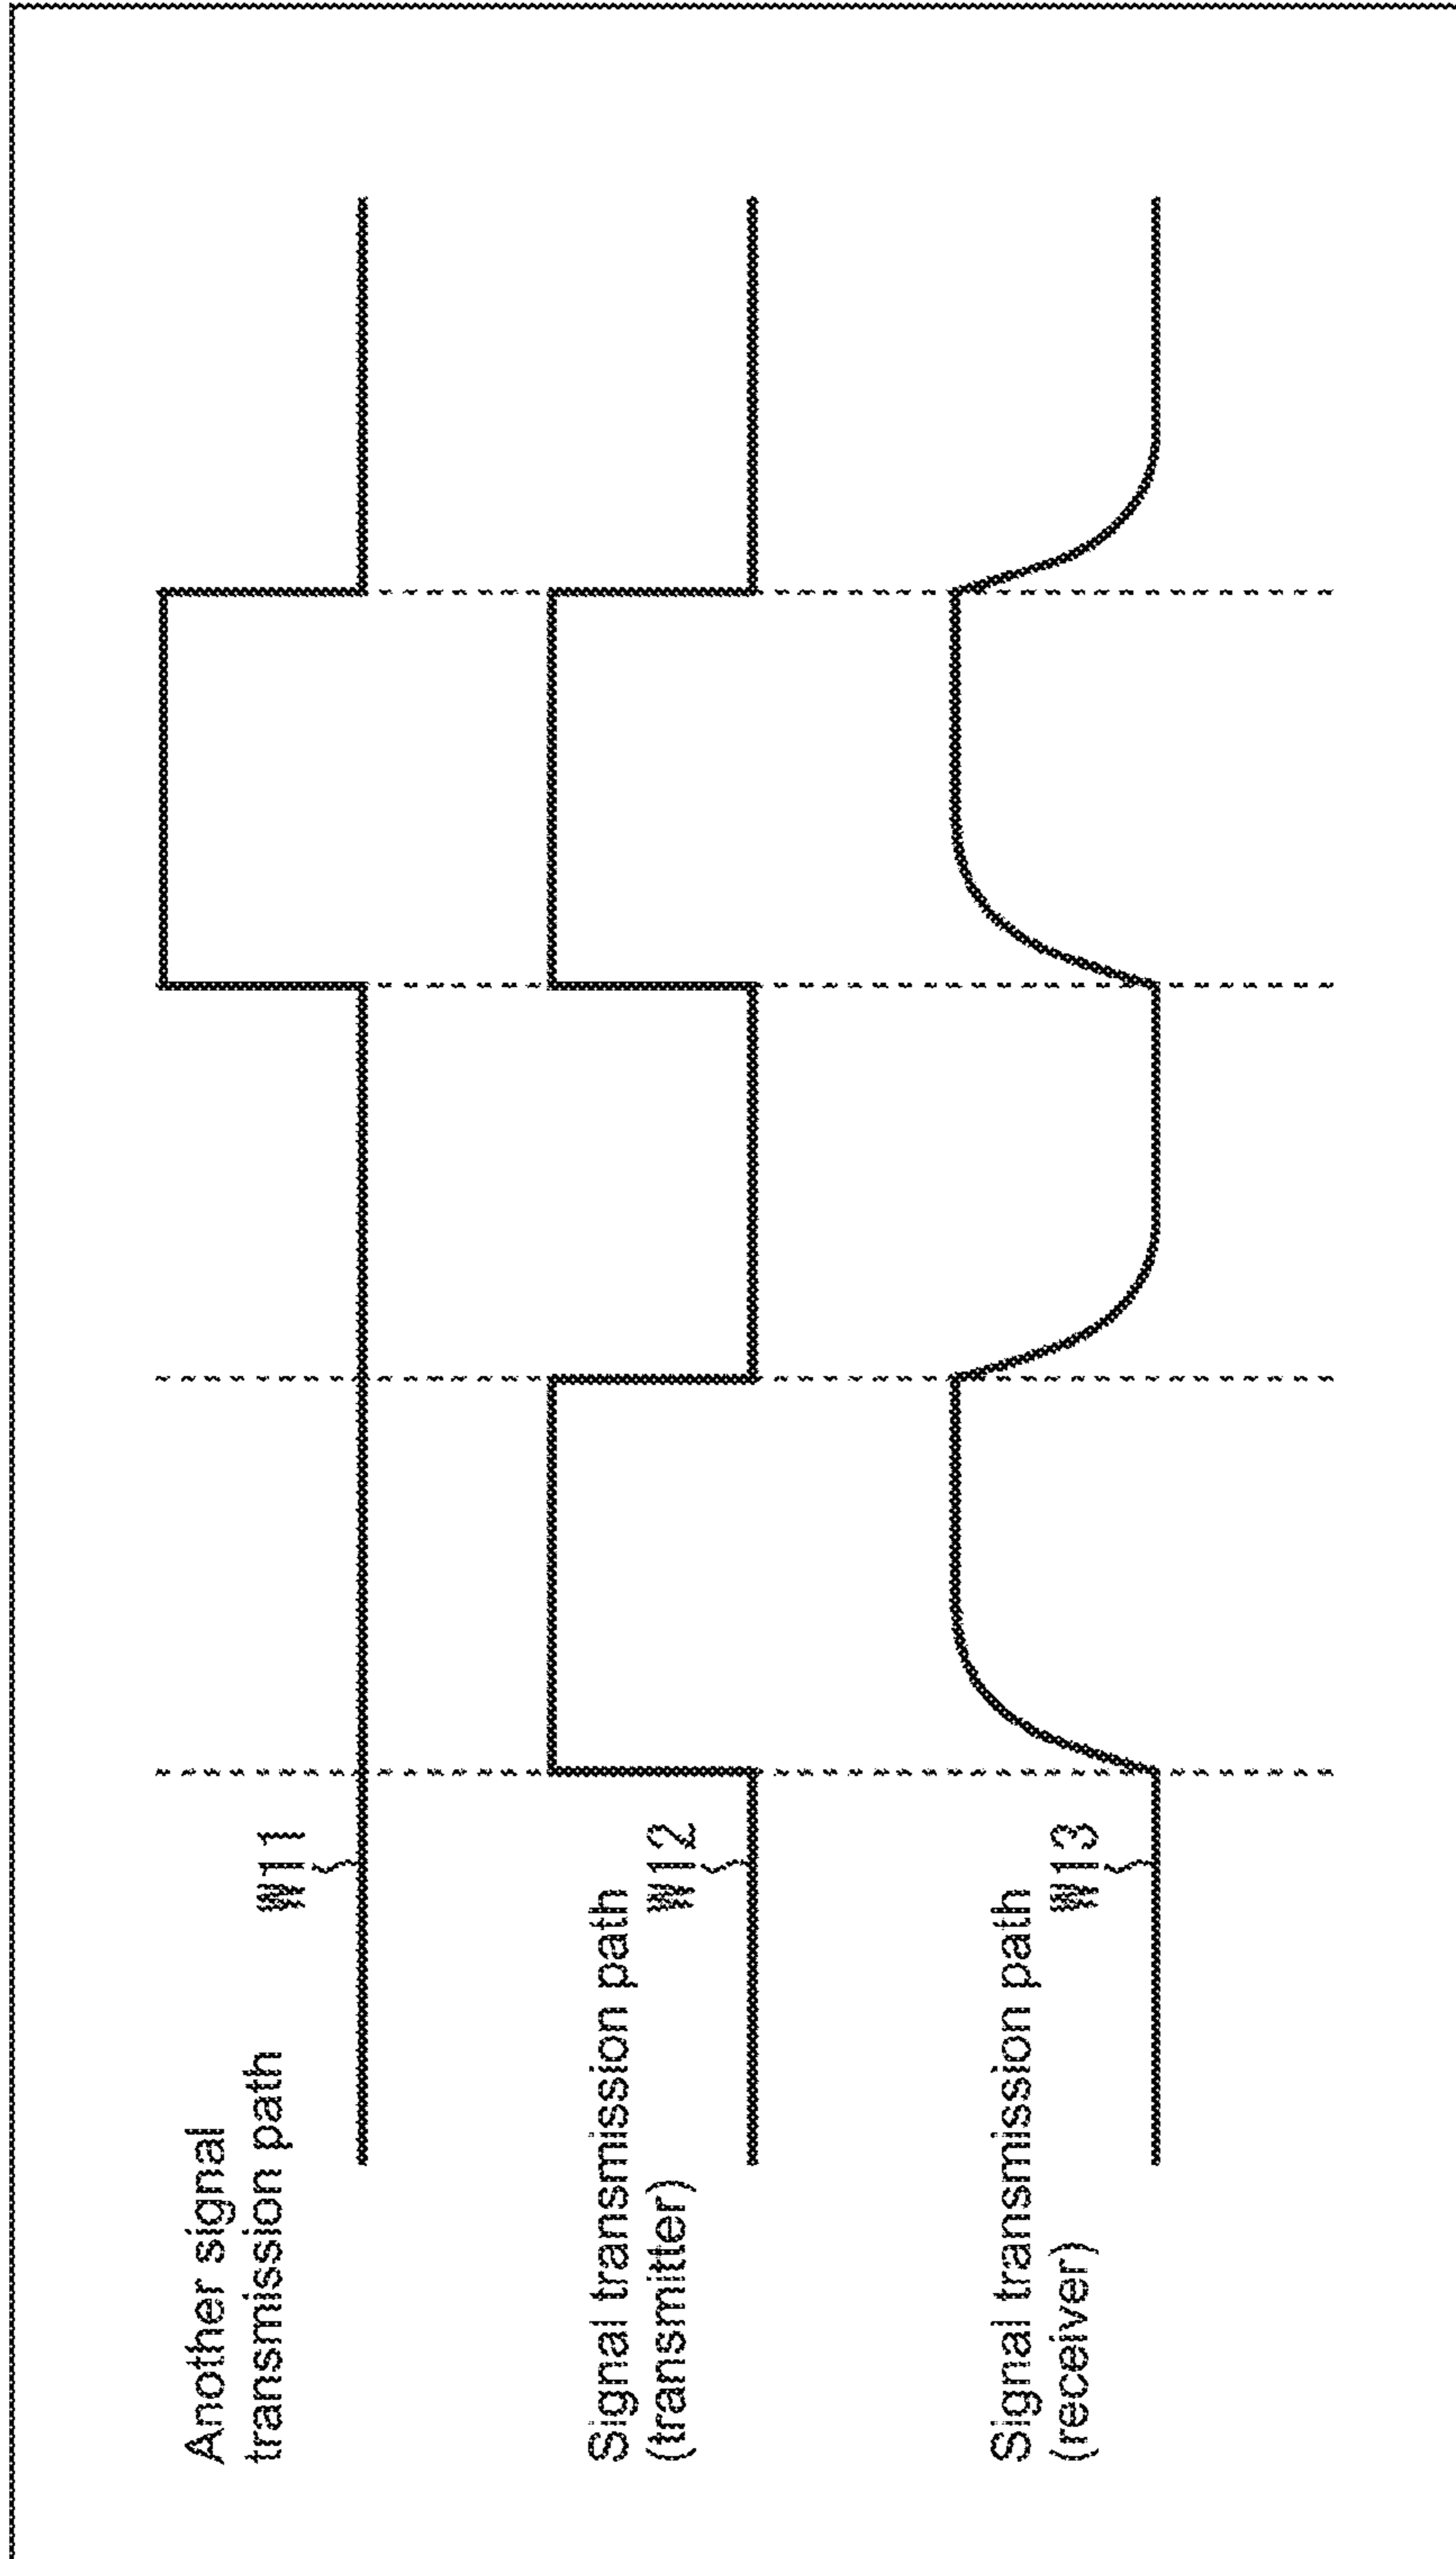 Another signal
transmission path
W11
Signal transmission path
(transmitter)
W12
Signal transmission path
(receiver)
W13